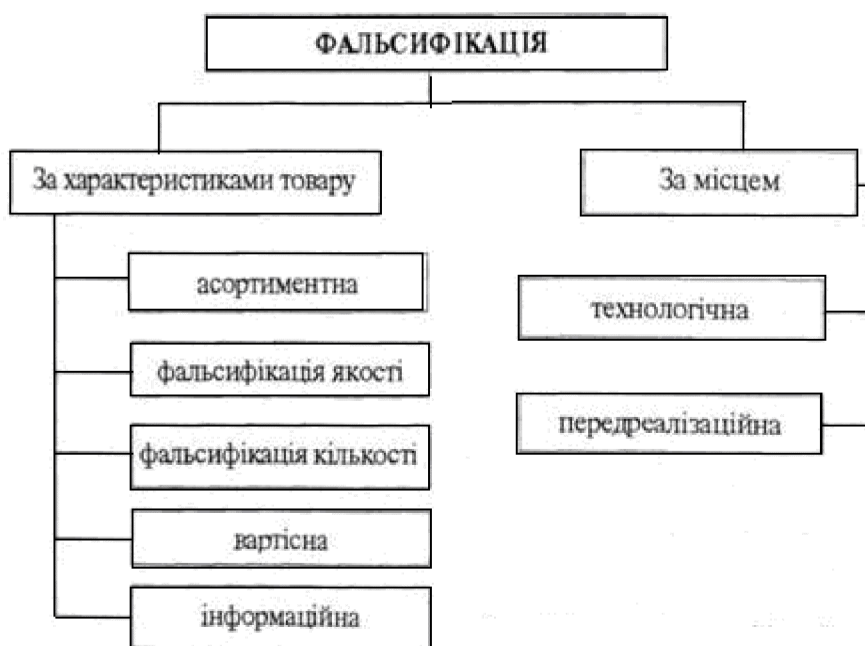 ФАЛЬСИФІКАЦІЯ
За характеристиками товару
асортиментна
фальсифікація якості
фальсифікація кількості
вартісна
інформаційна
За місцем
технологічна
передреалізаційна